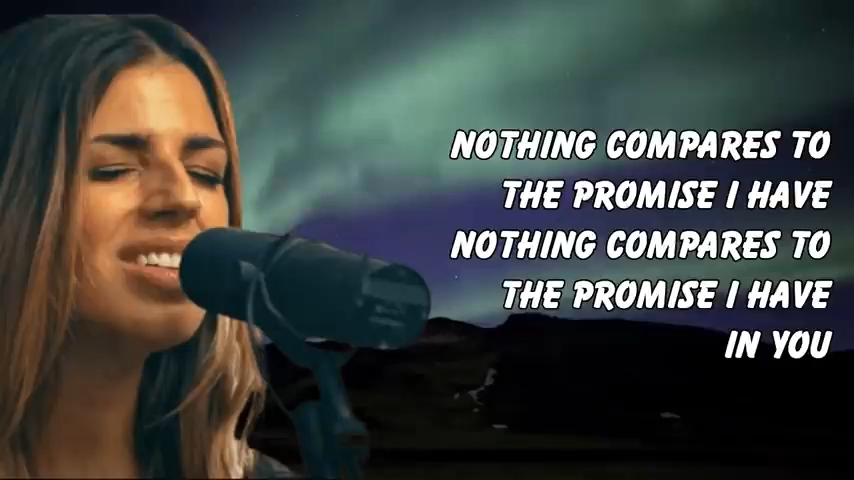 NOTHING COMPARES TO
THE PROMISE I HAVE
NOTHING COMPARES TO
THE PROMISE I HAVE
IN YOU